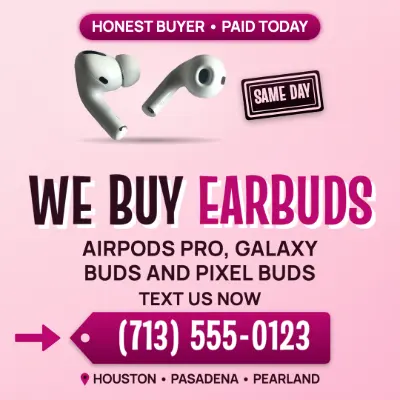 HONEST BUYER • PAID TODAY
SAME DAY
WE BUY EARBUDS
AIRPODS PRO, GALAXY
BUDS AND PIXEL BUDS
TEXT US NOW
(713) 555-0123
HOUSTON • PASADENA • PEARLAND